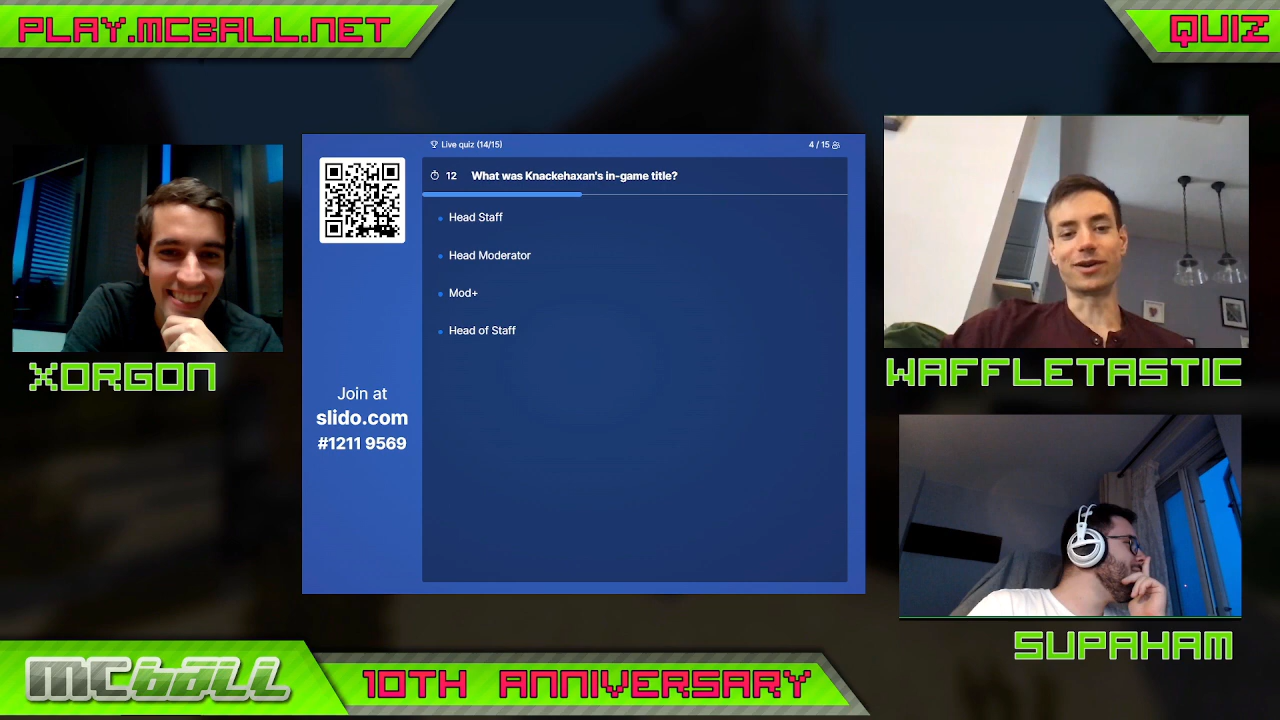 PLAY.MCBALL.NET
QUIZ
Live quiz (14/15)
4 / 15
12 What was Knackehaxan's in-game title?
Head Staff
Head Moderator
Mod+
Head of Staff
Join at
slido.com
#1211 9569
XORGON
WAFFLETASTIC
SUPAHAM
MCball
10TH ANNIVERSARY